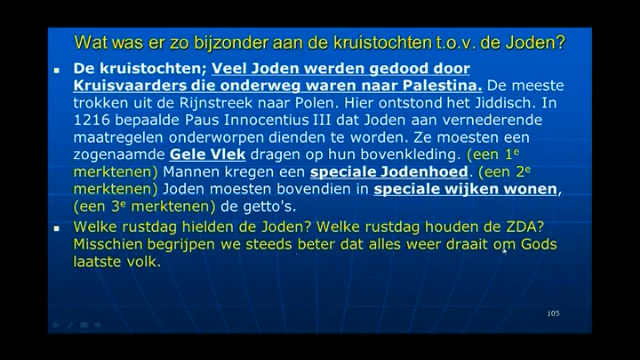 Wat was er zo bijzonder aan de kruistochten t.o.v. de Joden?
De kruistochten; Veel Joden werden gedood door
Kruisvaarders die onderweg waren naar Palestina. De meeste
trokken uit de Rijnstreek naar Polen. Hier ontstond het Jiddisch. In
1216 bepaalde Paus Innocentius III dat Joden aan vernederende
maatregelen onderworpen dienden te worden. Ze moesten een
zogenaamde Gele Vlek dragen op hun bovenkleding. (een 1e
merktenen) Mannen kregen een speciale Jodenhoed. (een 2e
merktenen) Joden moesten bovendien in speciale wijken wonen,
(een 3e merktenen) de getto's.
Welke rustdag hielden de Joden? Welke rustdag houden de ZDA?
Misschien begrijpen we steeds beter dat alles weer draait om Gods
laatste volk.
105